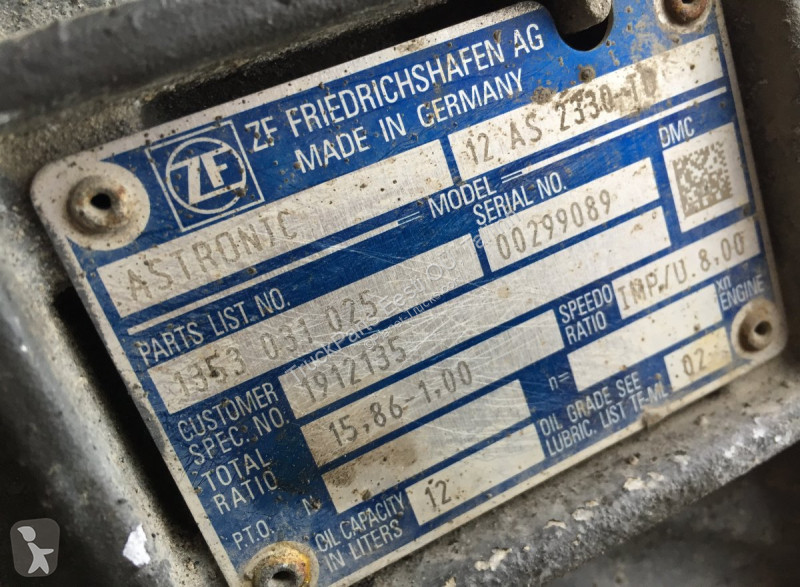 ZF
ZF FRIEDRICHSHAFEN AG
MADE IN GERMANY
ASTRONIC
MODEL
12 AS 2330 TD
PARTS LIST NO.
SERIAL NO.
DMC
1353 031 025
00299089
CUSTOMER SPEC. NO.
1912135
SPEEDO RATIO
IMP./U.8.00
TOTAL RATIO
15,86-1,00
n=
xn ENGINE
P.T.O.
N
OIL CAPACITY IN LITERS
12
OIL GRADE SEE
LUBRIC. LIST TE-ML
02